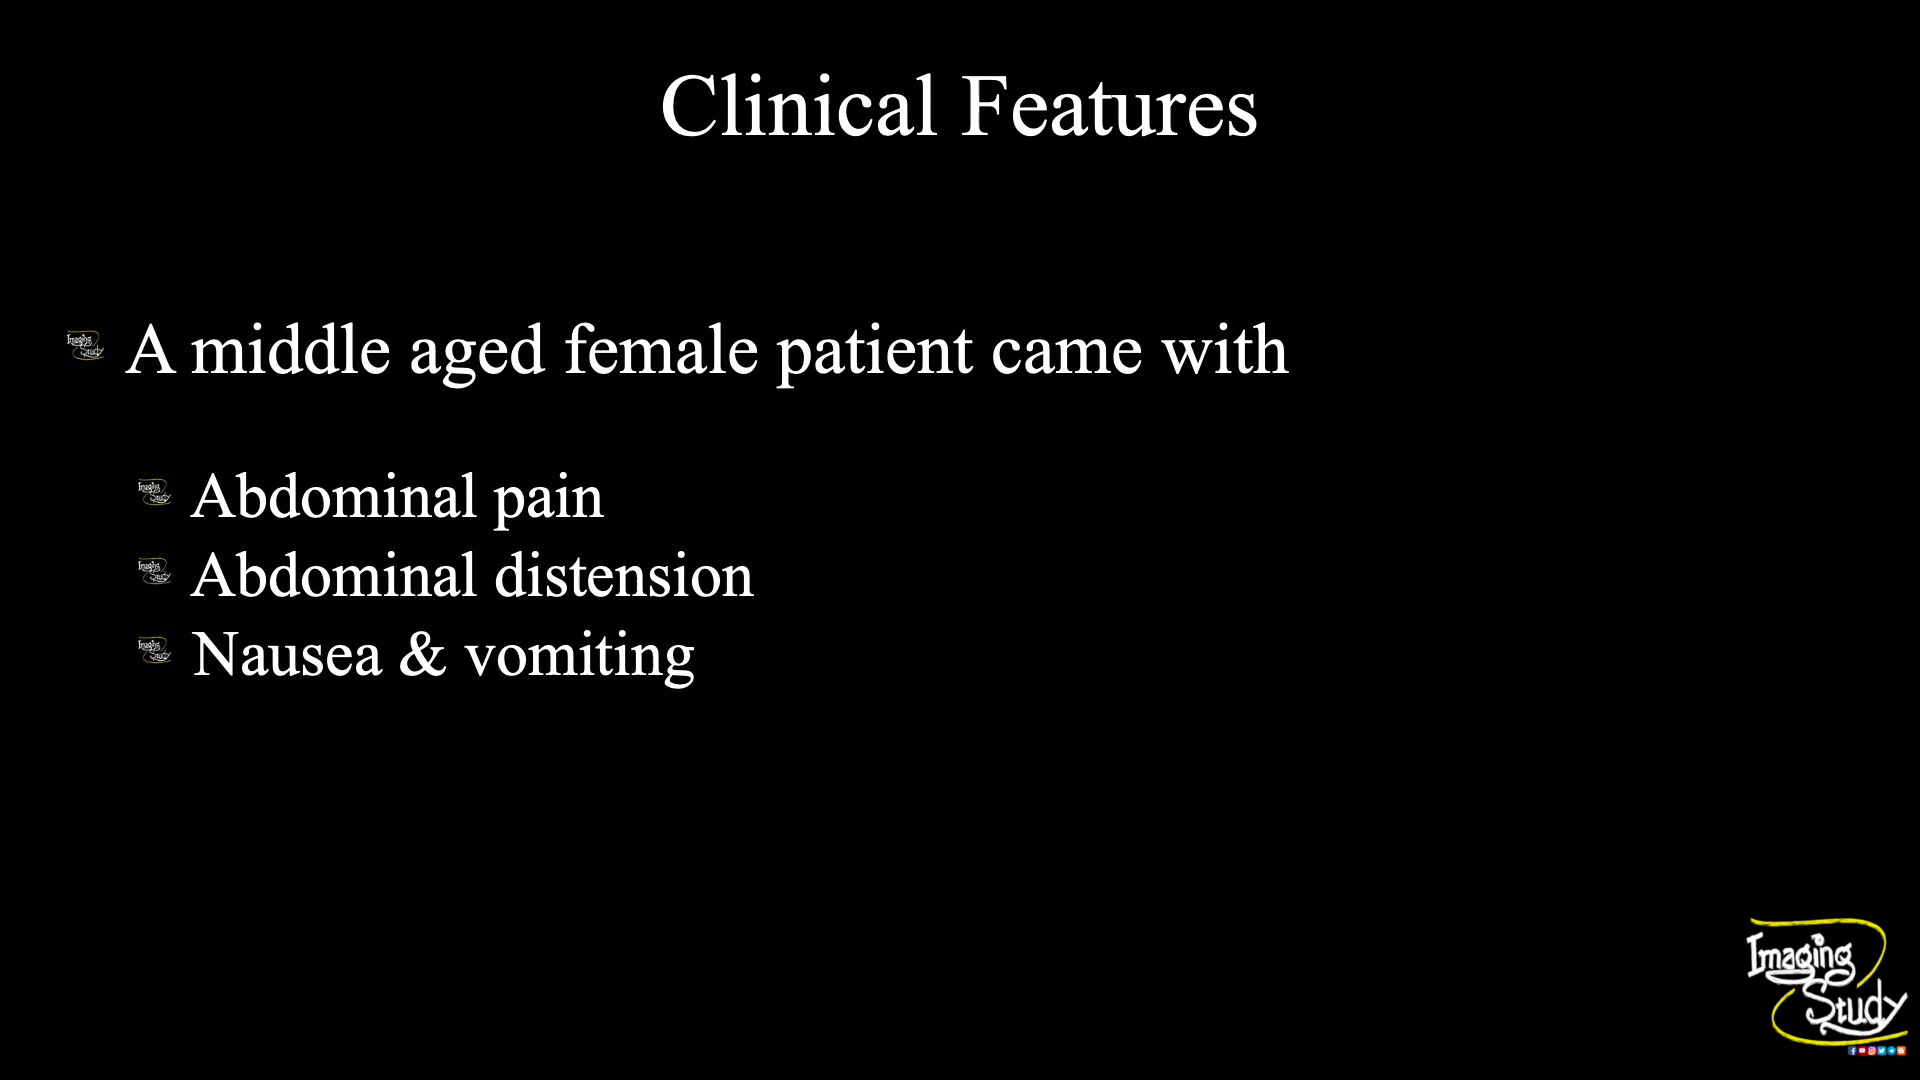 Clinical Features
A middle aged female patient came with
Abdominal pain
Abdominal distension
Nausea & vomiting
Imaging
Study